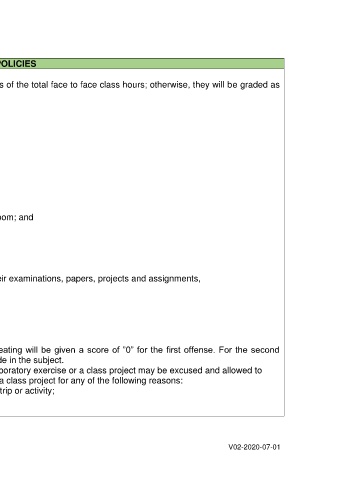 POLICIES
s of the total face to face class hours; otherwise, they will be graded as
oom; and
eir examinations, papers, projects and assignments,
eating will be given a score of "0" for the first offense. For the second
de in the subject.
boratory exercise or a class project may be excused and allowed to
a class project for any of the following reasons:
trip or activity;
V02-2020-07-01